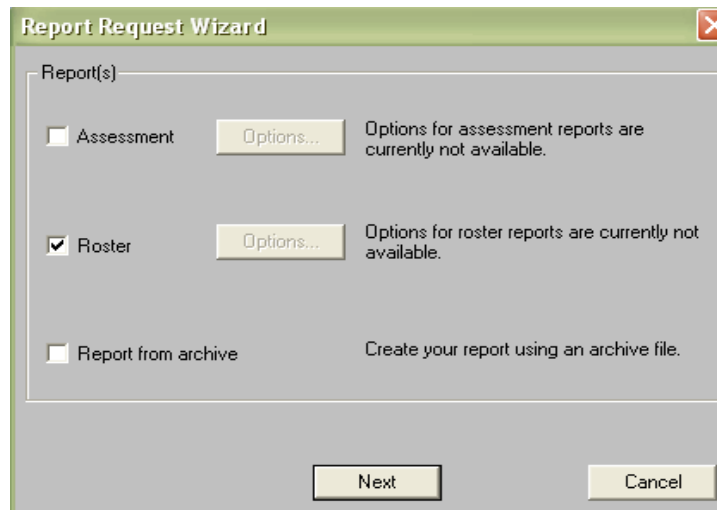 Report Request Wizard
Report(s)
Assessment
Options...
Options for assessment reports are
currently not available.
Roster
Options...
Options for roster reports are currently not
available.
Report from archive
Create your report using an archive file.
Next
Cancel